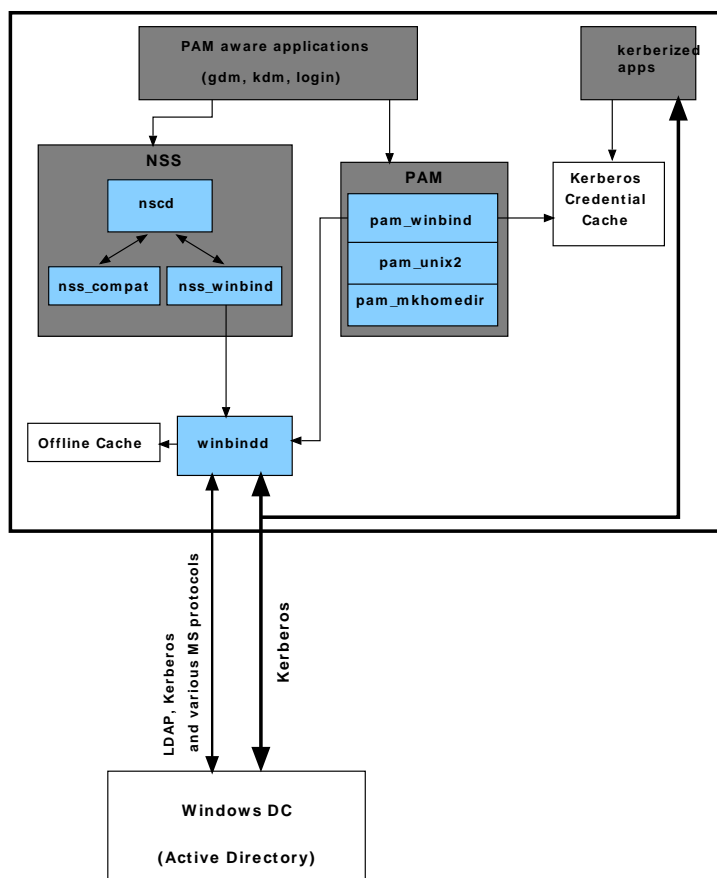 PAM aware applications
(gdm, kdm, login)
kerberized
apps
NSS
nscd
nss_compat
nss_winbind
PAM
pam_winbind
pam_unix2
pam_mkhomedir
Kerberos
Credential
Cache
Offline Cache
winbindd
LDAP, Kerberos
and various MS protocols
Kerberos
Windows DC
(Active Directory)